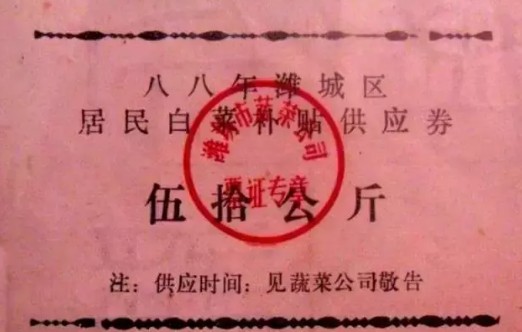 八八年潍城区
居民白菜补贴供应券
潍坊市蔬菜公司
票证专章
伍拾公斤
注：供应时间：见蔬菜公司敬告